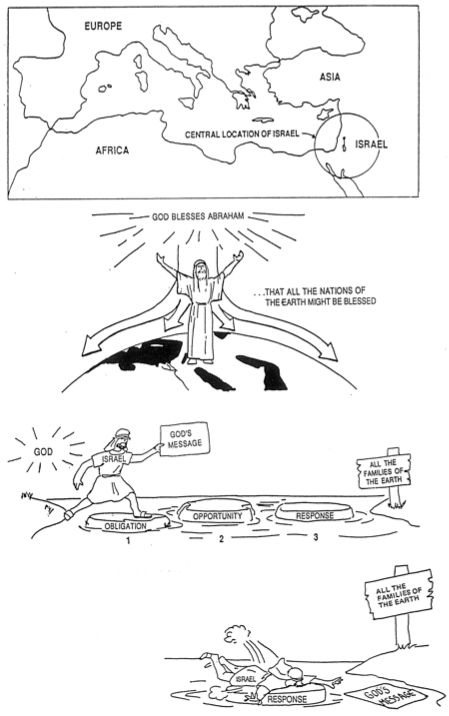 EUROPE
ASIA
CENTRAL LOCATION OF ISRAEL
ISRAEL
AFRICA
GOD BLESSES ABRAHAM
...THAT ALL THE NATIONS OF
THE EARTH MIGHT BE BLESSED
GOD
ISRAEL
GOD'S
MESSAGE
ALL THE
FAMILIES OF
THE EARTH
OBLIGATION
OPPORTUNITY
RESPONSE
1
2
3
ALL THE
FAMILIES OF
THE EARTH
ISRAEL
RESPONSE
GOD'S
MESSAGE